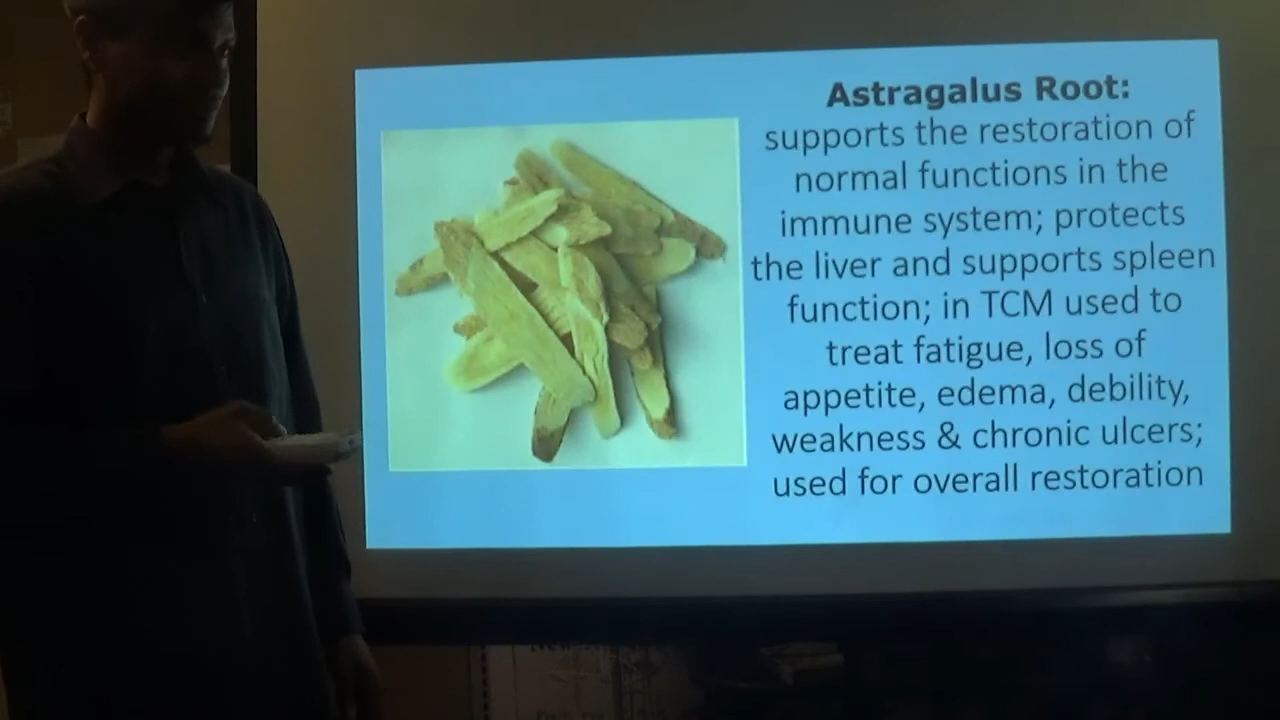 Astragalus Root:
supports the restoration of
normal functions in the
immune system; protects
the liver and supports spleen
function; in TCM used to
treat fatigue, loss of
appetite, edema, debility,
weakness & chronic ulcers;
used for overall restoration